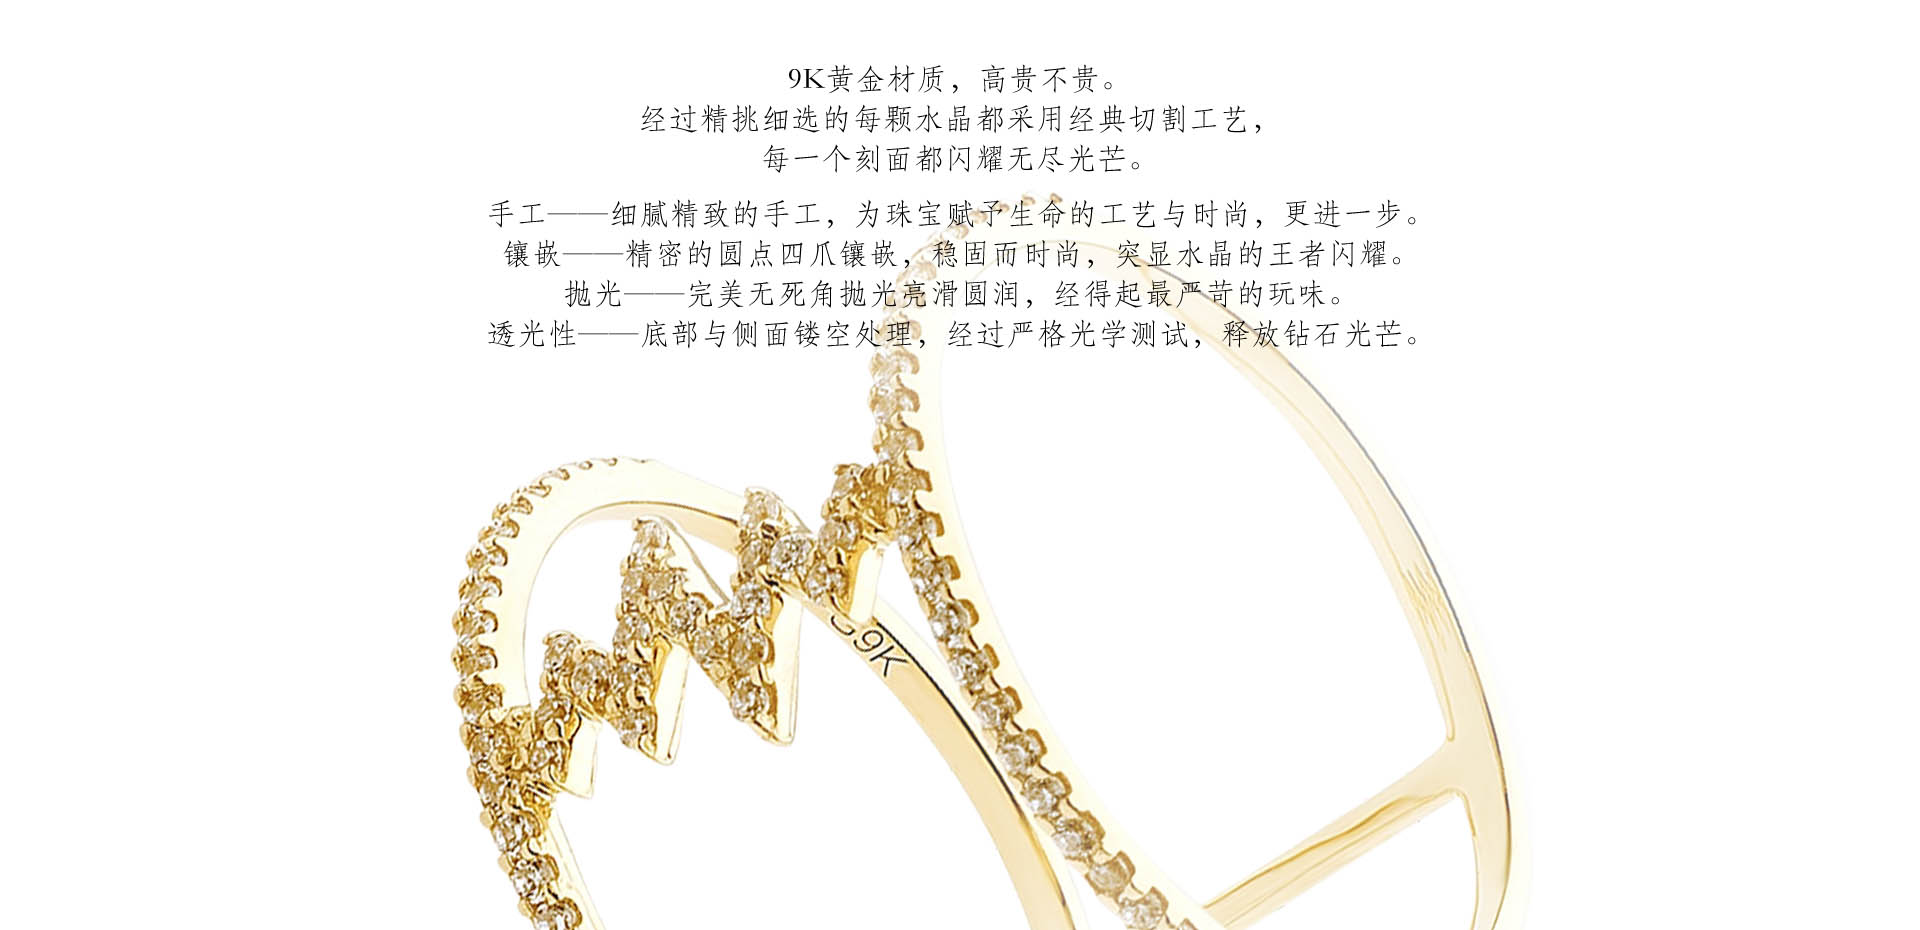 9K黄金材质，高贵不贵。
经过精挑细选的每颗水晶都采用经典切割工艺，
每一个刻面都闪耀无尽光芒。
手工——细腻精致的手工，为珠宝赋予生命的工艺与时尚，更进一步。
镶嵌——精密的圆点四爪镶嵌，稳固而时尚，突显水晶的王者闪耀。
抛光——完美无死角抛光亮滑圆润，经得起最严苛的玩味。
透光性——底部与侧面镂空处理，经过严格光学测试，释放钻石光芒。
9K